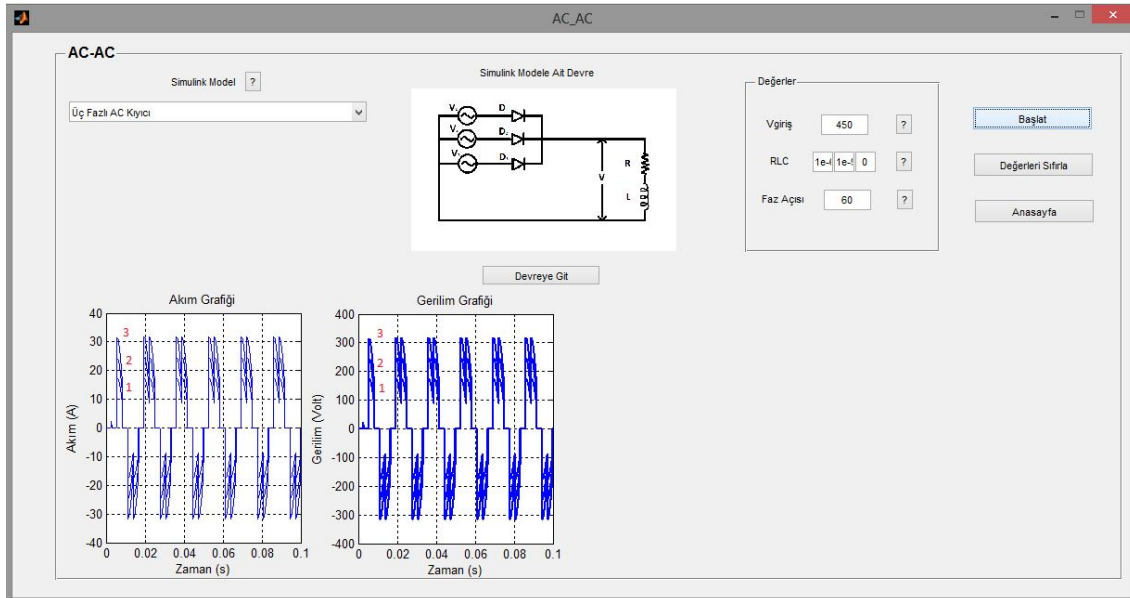 AC_AC
AC-AC
Simulink Model ?
Üç Fazlı AC Kıyıcı
Simulink Modele Ait Devre
V D
V D
V D
V
R
L
Devreye Git
Değerler
Vgiriş 450 ?
RLC 1e- 1e- 0 ?
Faz Açısı 60 ?
Başlat
Değerleri Sıfırla
Anasayfa
Akım Grafiği
40
30
20
10
0
-10
-20
-30
-40
3
2
1
Akım (A)
0 0.02 0.04 0.06 0.08 0.1
Zaman (s)
Gerilim Grafiği
400
300
200
100
0
-100
-200
-300
-400
3
2
1
Gerilim (Volt)
0 0.02 0.04 0.06 0.08 0.1
Zaman (s)